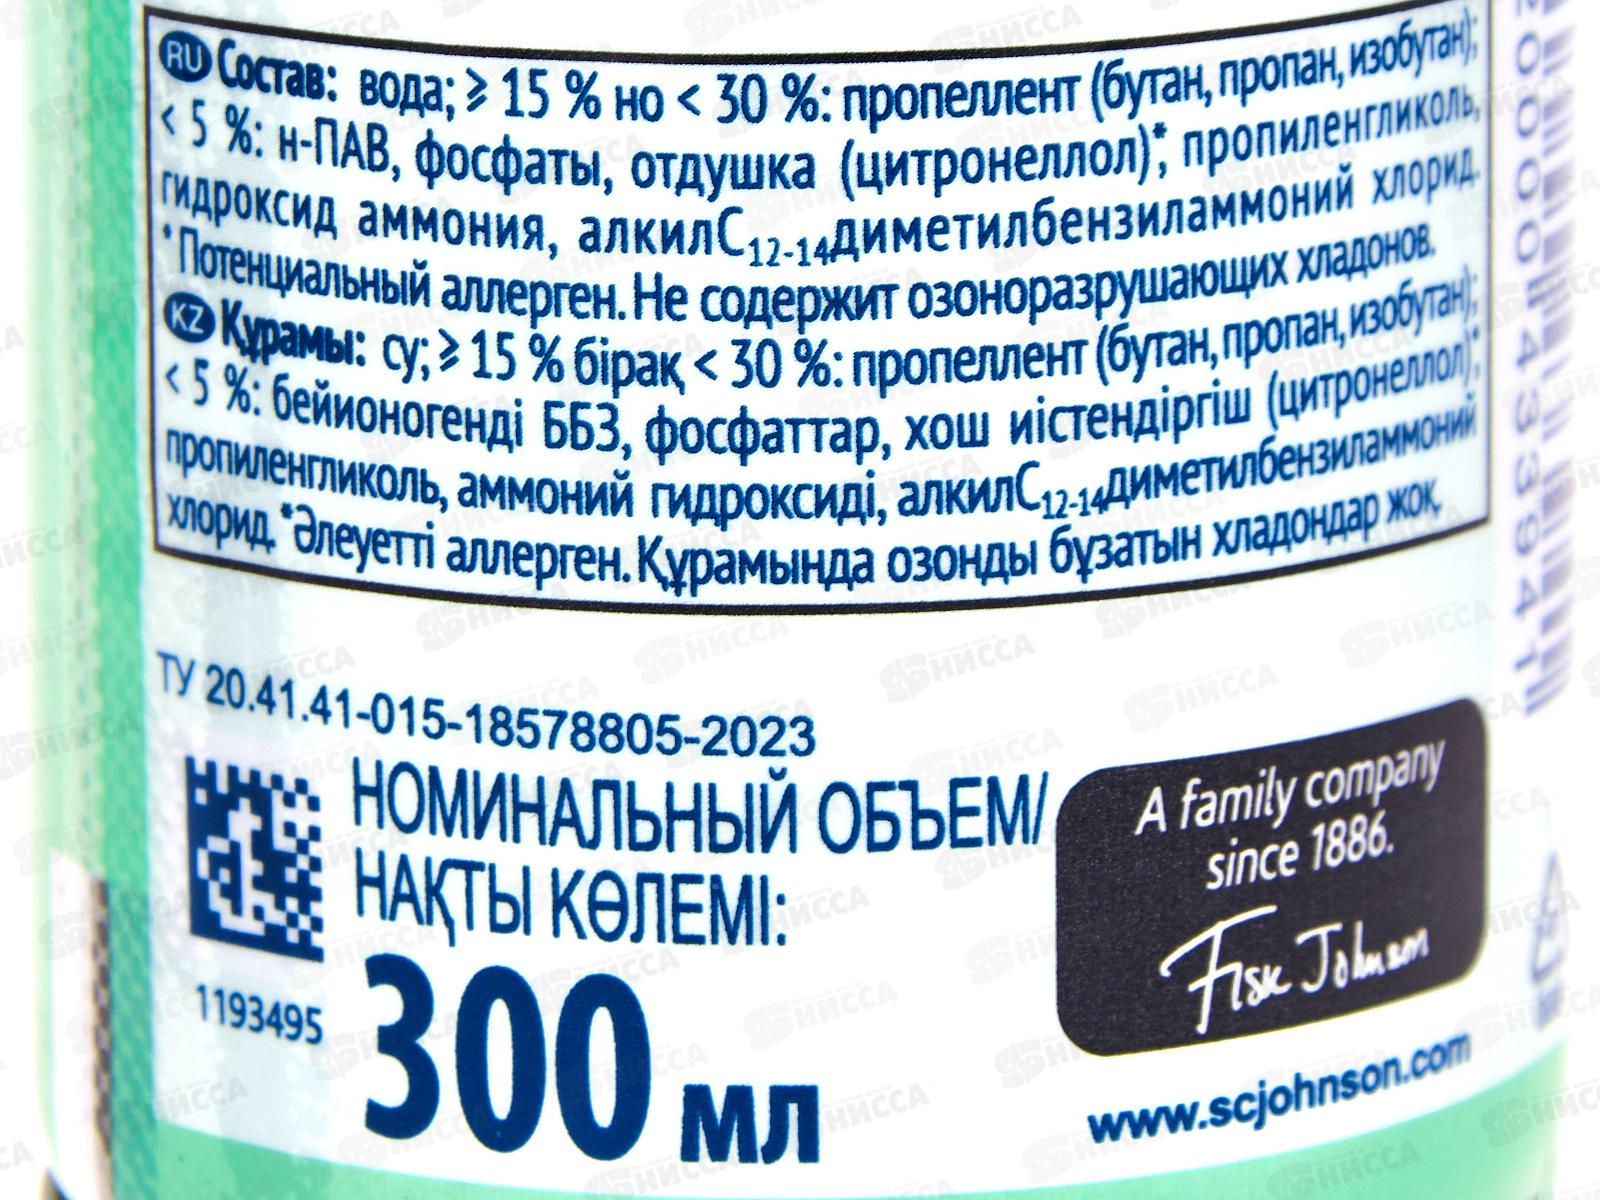 RU Состав: вода; ≥ 15 % но < 30 %: пропеллент (бутан, пропан, изобутан);
< 5 %: н-ПАВ, фосфаты, отдушка (цитронеллол)*, пропиленгликоль,
гидроксид аммония, алкилC12-14диметилбензиламмоний хлорид.
*Потенциальный аллерген. Не содержит озоноразрушающих хладонов.
KZ Құрамы: су; ≥ 15 % бірақ < 30 %: пропеллент (бутан, пропан, изобутан);
< 5 %: бейионогенді ББЗ, фосфаттар, хош иістендіргіш (цитронеллол)*,
пропиленгликоль, аммоний гидроксиді, алкилC12-14диметилбензиламмоний
хлорид. *Әлеуетті аллерген. Құрамында озонды бұзатын хладондар жоқ.
ТУ 20.41.41-015-18578805-2023
НОМИНАЛЬНЫЙ ОБЪЕМ/
НАҚТЫ КӨЛЕМІ:
300 мл
1193495
A family company
since 1886.
Fisk Johnson
www.scjohnson.com
НИССА